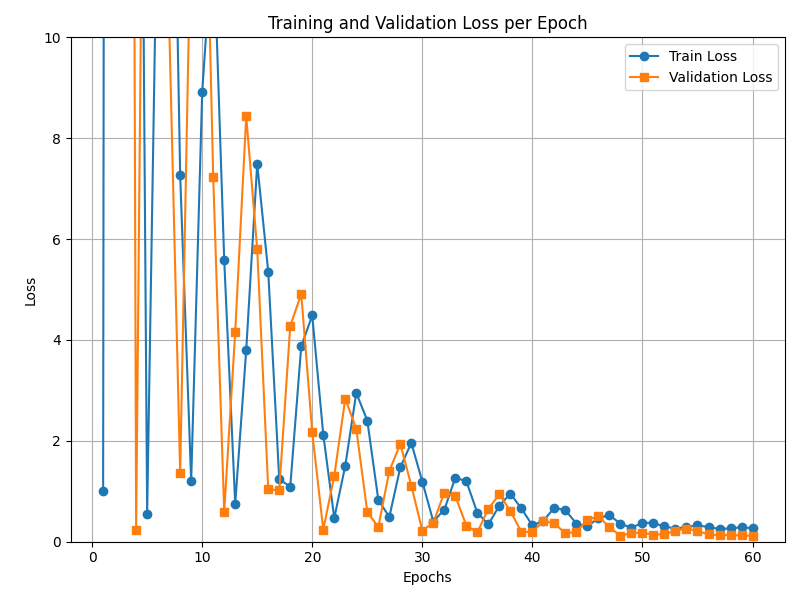 Training and Validation Loss per Epoch
Train Loss
Validation Loss
10
8
6
4
2
0
Loss
0 10 20 30 40 50 60
Epochs